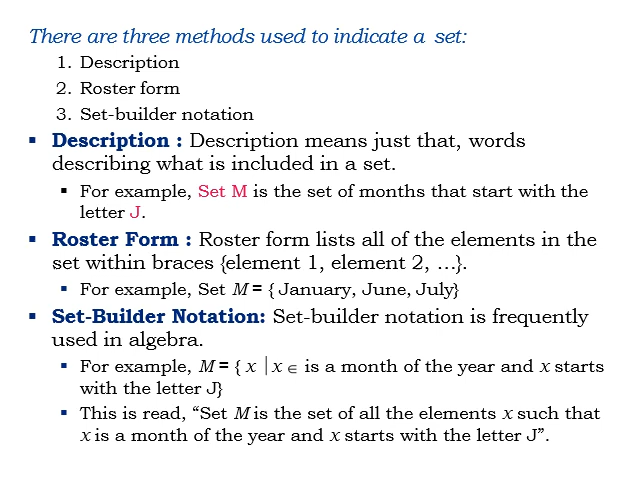 There are three methods used to indicate a set:
1. Description
2. Roster form
3. Set-builder notation
▪ Description : Description means just that, words
describing what is included in a set.
▪ For example, Set M is the set of months that start with the
letter J.
▪ Roster Form : Roster form lists all of the elements in the
set within braces {element 1, element 2, …}.
▪ For example, Set M = { January, June, July}
▪ Set-Builder Notation: Set-builder notation is frequently
used in algebra.
▪ For example, M = { x | x ∈ is a month of the year and x starts
with the letter J}
▪ This is read, “Set M is the set of all the elements x such that
x is a month of the year and x starts with the letter J”.